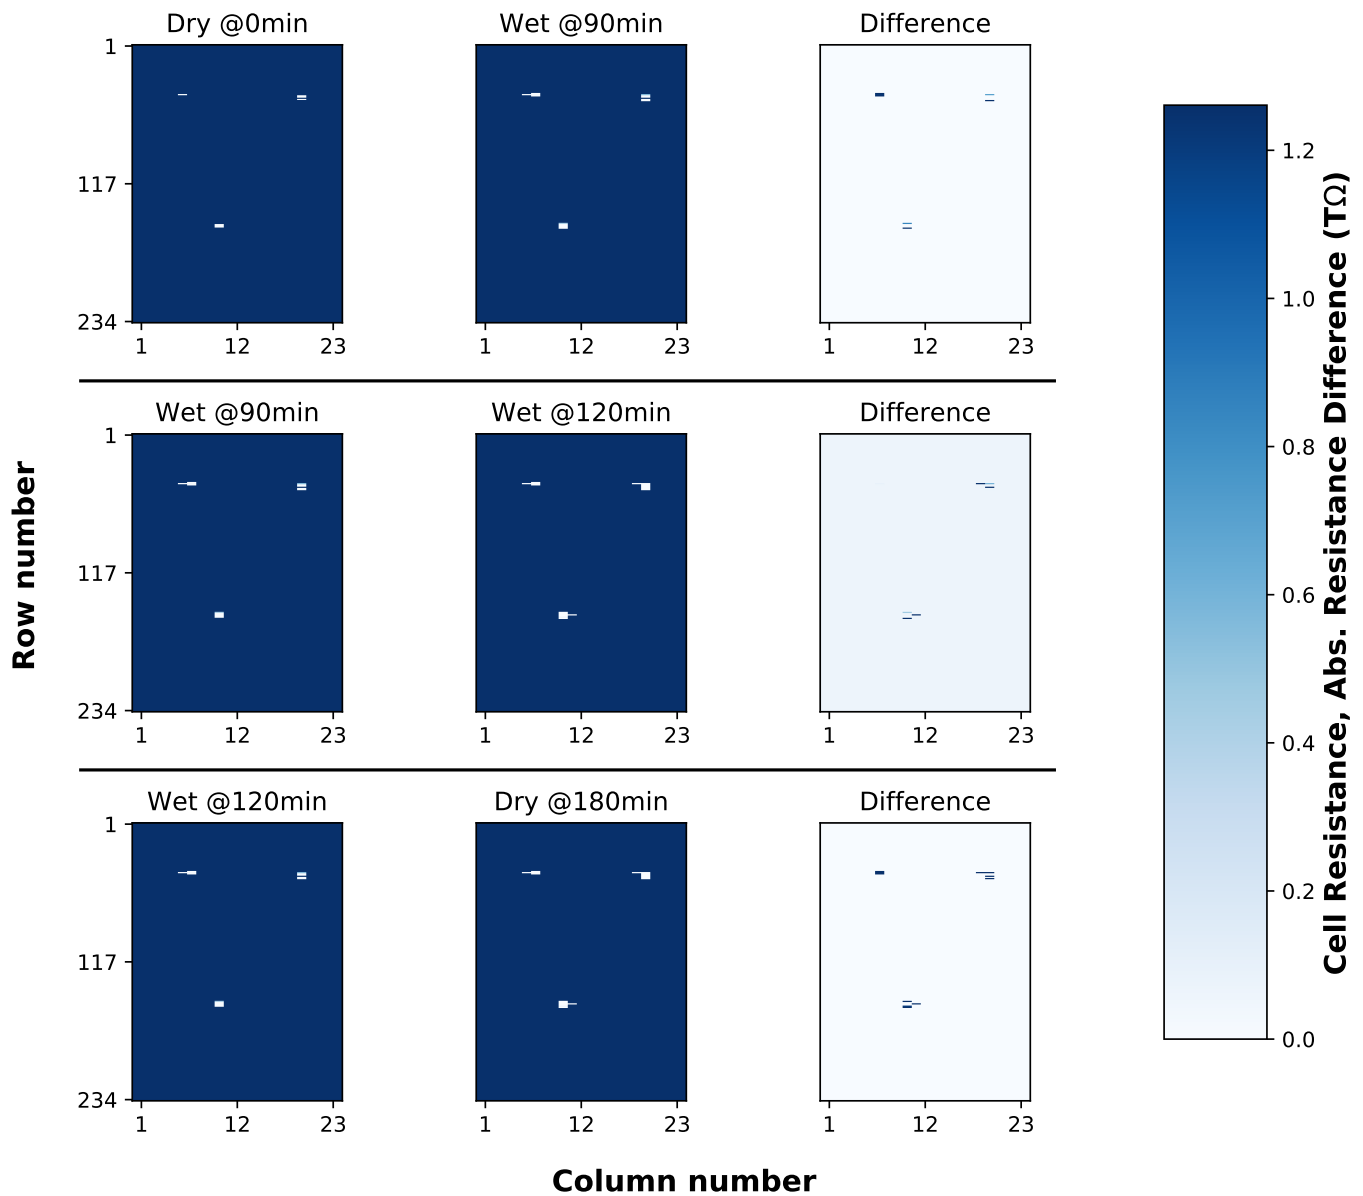 Dry @0min
Wet @90min
Difference
1
117
234
1 12 23
1 12 23
1 12 23
Wet @90min
Wet @120min
Difference
1
117
234
1 12 23
1 12 23
1 12 23
Wet @120min
Dry @180min
Difference
1
117
234
1 12 23
1 12 23
1 12 23
Row number
Column number
1.2
1.0
0.8
0.6
0.4
0.2
0.0
Cell Resistance, Abs. Resistance Difference (TΩ)